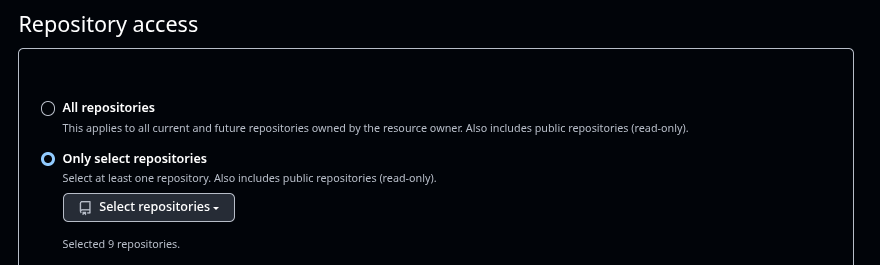 Repository access
All repositories
This applies to all current and future repositories owned by the resource owner. Also includes public repositories (read-only).
Only select repositories
Select at least one repository. Also includes public repositories (read-only).
Select repositories
Selected 9 repositories.